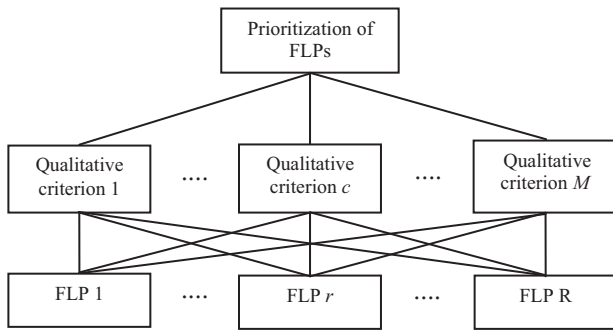 Prioritization of
FLPs
Qualitative
criterion 1
....
Qualitative
criterion c
....
Qualitative
criterion M
FLP 1
....
FLP r
....
FLP R